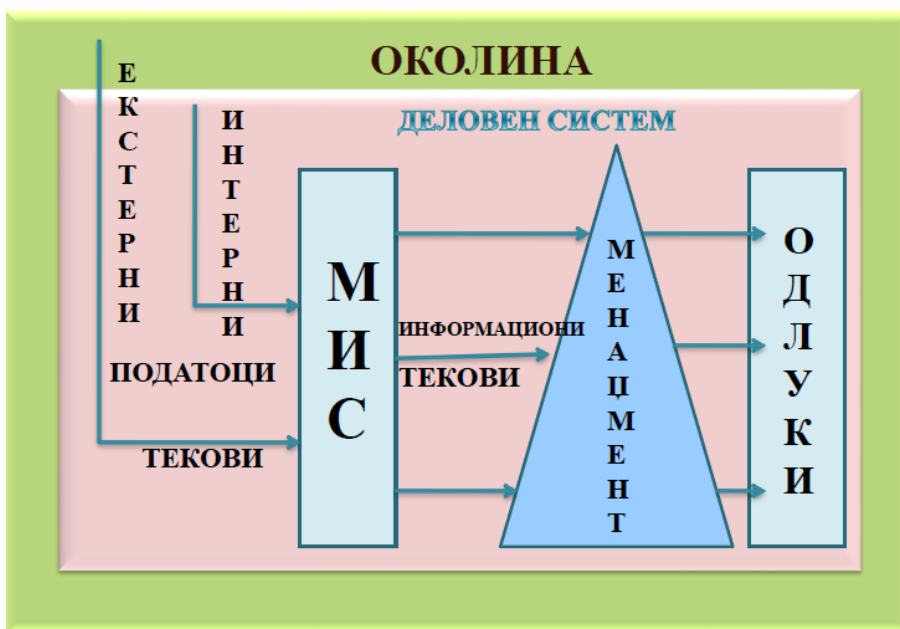 ОКОЛИНА
ДЕЛОВЕН СИСТЕМ
ЕКСТЕРНИ
ИНТЕРНИ
ПОДАТОЦИ
ТЕКОВИ
МИС
ИНФОРМАЦИОНИ
ТЕКОВИ
МЕНАЏМЕНТ
ОДЛУКИ